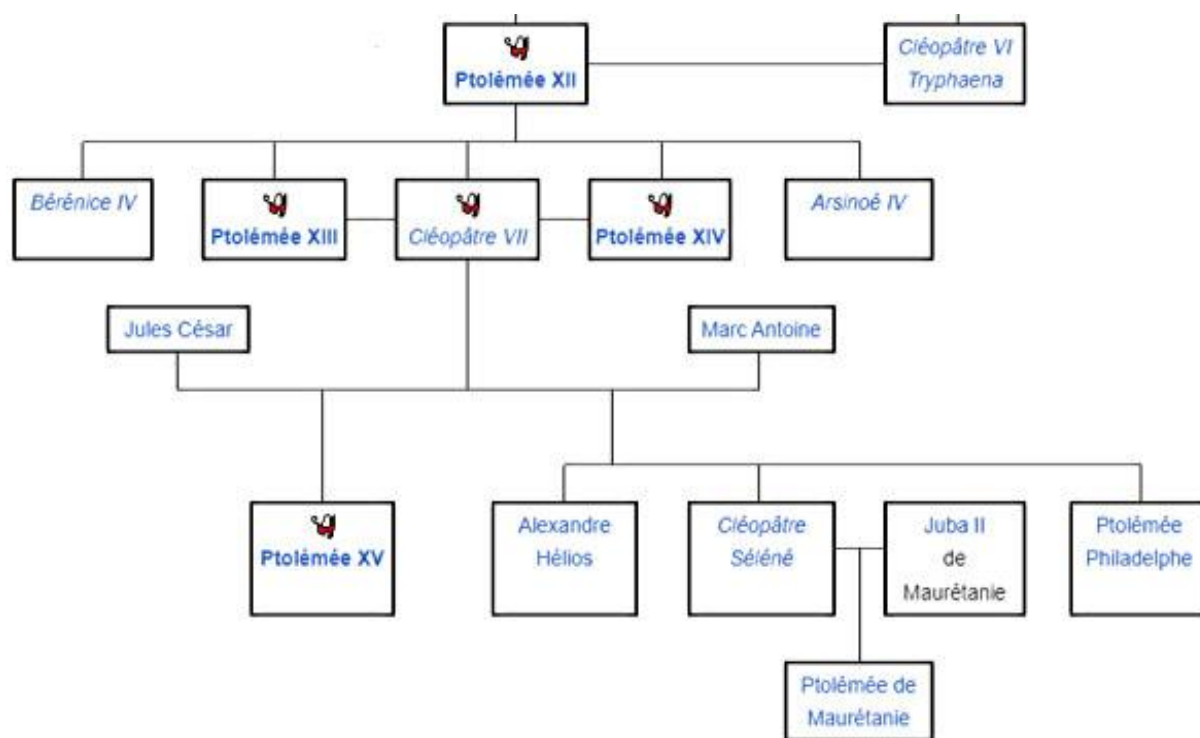 Ptolémée XII
Cléopâtre VI
Tryphaena
Bérénice IV
Ptolémée XIII
Cléopâtre VII
Ptolémée XIV
Arsinoé IV
Jules César
Marc Antoine
Ptolémée XV
Alexandre
Hélios
Cléopâtre
Séléné
Juba II
de
Maurétanie
Ptolémée
Philadelphe
Ptolémée de
Maurétanie